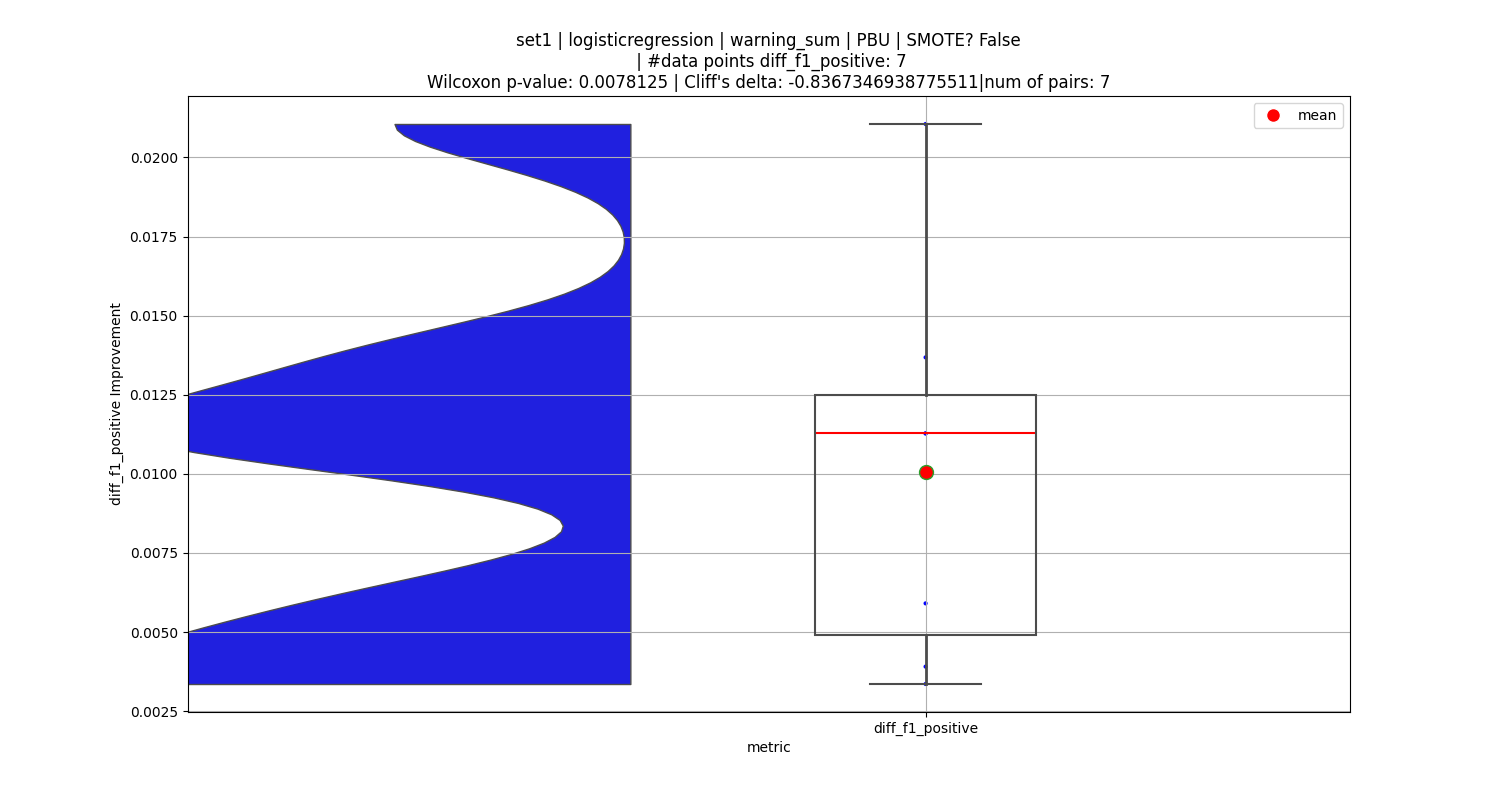 set1 | logisticregression | warning_sum | PBU | SMOTE? False
| #data points diff_f1_positive: 7
Wilcoxon p-value: 0.0078125 | Cliff's delta: -0.8367346938775511|num of pairs: 7
mean
0.0200
0.0175
0.0150
0.0125
0.0100
0.0075
0.0050
0.0025
diff_f1_positive Improvement
diff_f1_positive
metric